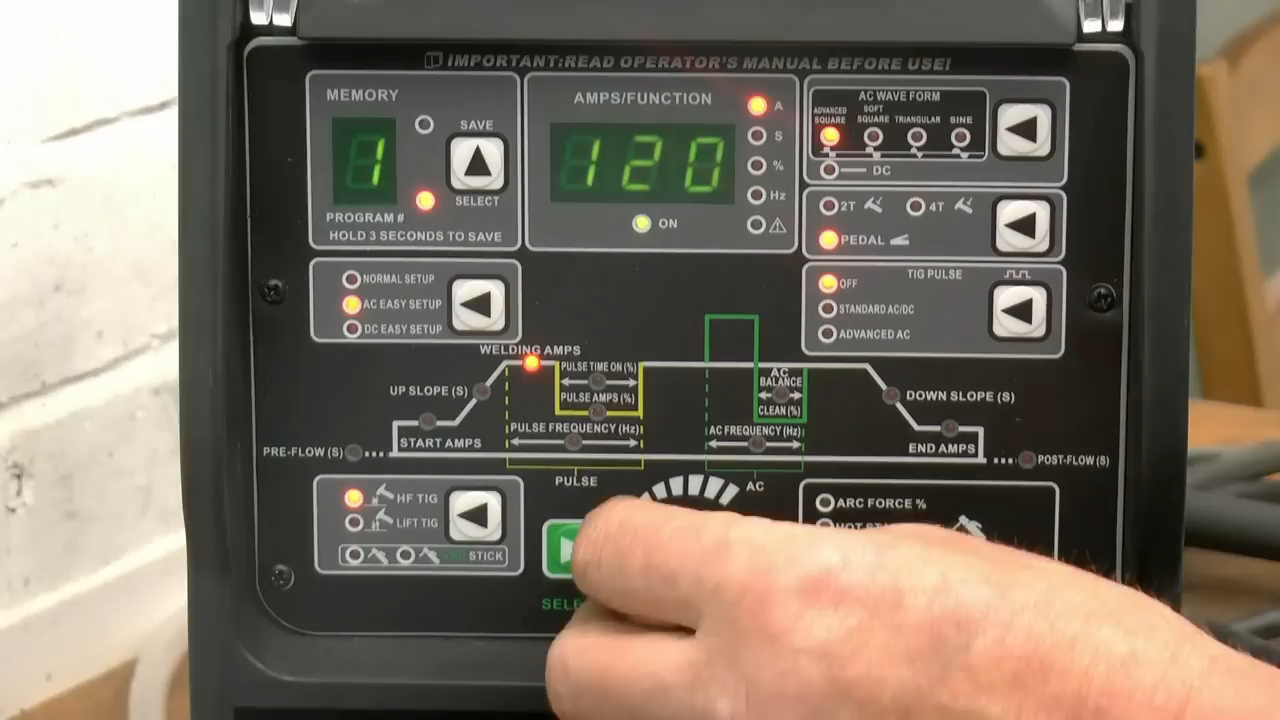 IMPORTANT:READ OPERATOR'S MANUAL BEFORE USE!
MEMORY
1
SAVE
SELECT
PROGRAM #
HOLD 3 SECONDS TO SAVE
AMPS/FUNCTION
120
A
S
%
Hz
ON
AC WAVE FORM
ADVANCED SQUARE
SOFT SQUARE
TRIANGULAR
SINE
DC
2T
4T
PEDAL
TIG PULSE
OFF
STANDARD AC/DC
ADVANCED AC
NORMAL SETUP
AC EASY SETUP
DC EASY SETUP
WELDING AMPS
PULSE TIME ON (%)
UP SLOPE (S)
PULSE AMPS (%)
PULSE FREQUENCY (Hz)
START AMPS
PRE-FLOW (S)
AC
BALANCE
CLEAN (%)
AC FREQUENCY (Hz)
DOWN SLOPE (S)
END AMPS
POST-FLOW (S)
PULSE
AC
HF TIG
LIFT TIG
STICK
ARC FORCE %